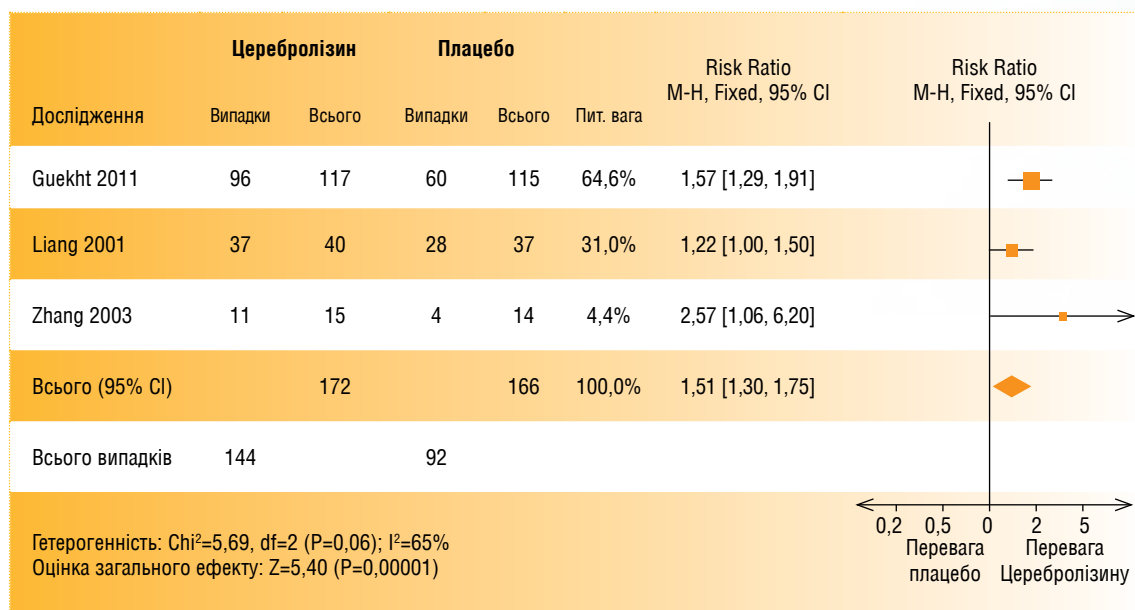 Церебролізин Плацебо
Risk Ratio Risk Ratio
M-H, Fixed, 95% CI M-H, Fixed, 95% CI
Дослідження Випадки Всього Випадки Всього Пит. вага
Guekht 2011 96 117 60 115 64,6% 1,57 [1,29, 1,91]
Liang 2001 37 40 28 37 31,0% 1,22 [1,00, 1,50]
Zhang 2003 11 15 4 14 4,4% 2,57 [1,06, 6,20]
Всього (95% CI) 172 166 100,0% 1,51 [1,30, 1,75]
Всього випадків 144 92
0,2 0,5 0 2 5
Гетерогенність: Chi²=5,69, df=2 (P=0,06); I²=65%
Оцінка загального ефекту: Z=5,40 (P=0,00001)
Перевага Перевага
плацебо Церебролізину